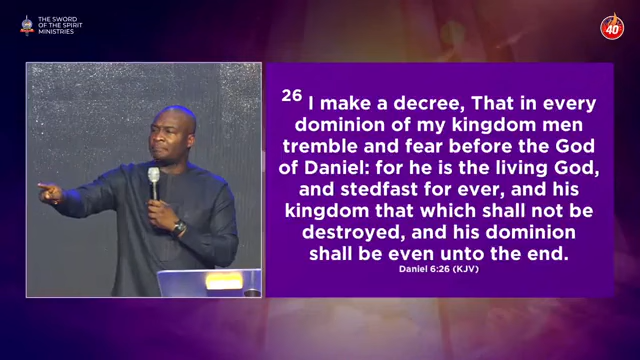 THE SWORD
OF THE SPIRIT
MINISTRIES
40
26 I make a decree, That in every
dominion of my kingdom men
tremble and fear before the God
of Daniel: for he is the living God,
and stedfast for ever, and his
kingdom that which shall not be
destroyed, and his dominion
shall be even unto the end.
Daniel 6:26 (KJV)